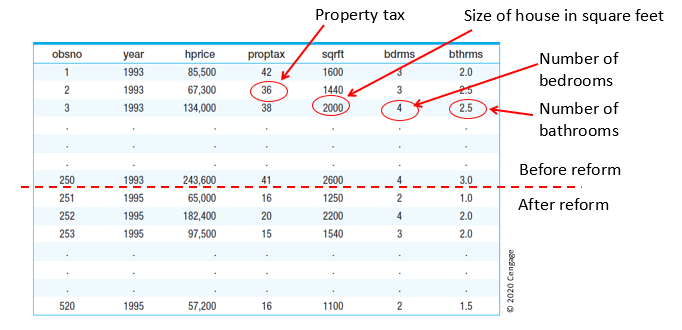 Property tax
Size of house in square feet
Number of
bedrooms
Number of
bathrooms
obsno year hprice proptax sqrft bdrms bthrms
1 1993 85,500 42 1600 3 2.0
2 1993 67,300 36 1440 3 2.5
3 1993 134,000 38 2000 4 2.5
. . . . . . .
. . . . . . .
. . . . . . .
Before reform
250 1993 243,600 41 2600 4 3.0
After reform
251 1995 65,000 16 1250 2 1.0
252 1995 182,400 20 2200 4 2.0
253 1995 97,500 15 1540 3 2.0
. . . . . . .
. . . . . . .
. . . . . . .
520 1995 57,200 16 1100 2 1.5
© 2020 Cengage